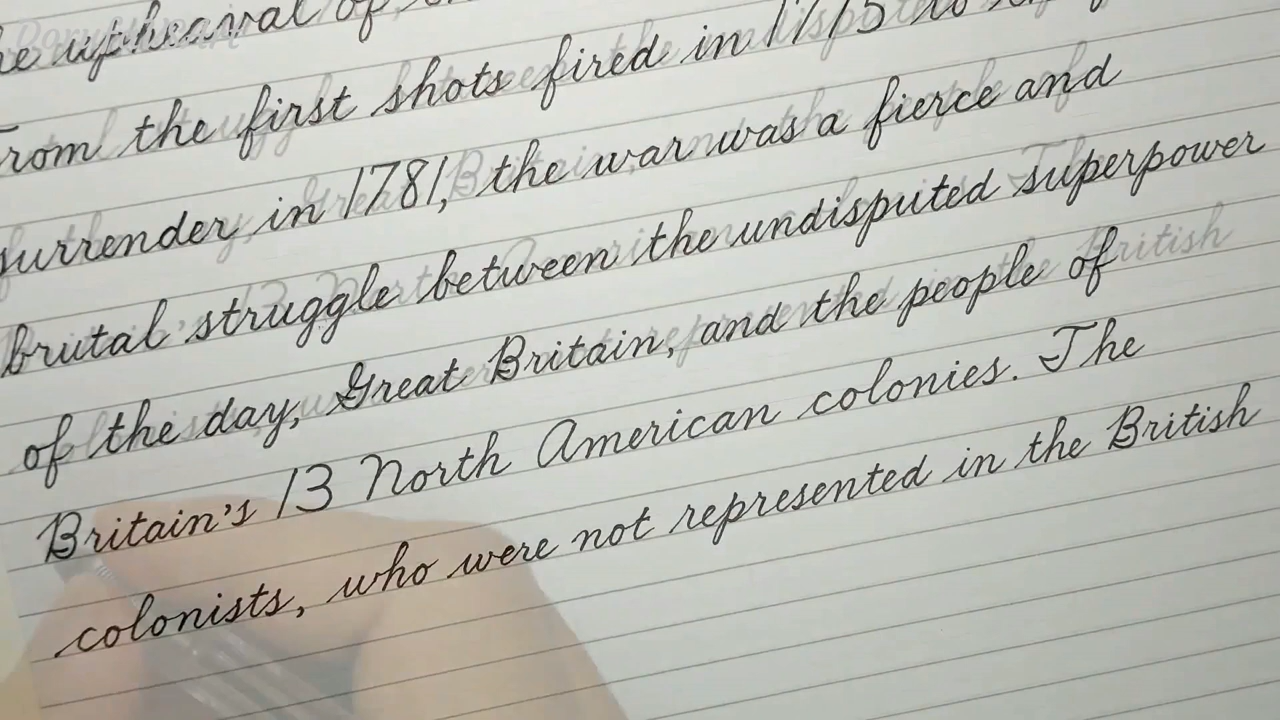 he upheaval of
From the first shots fired in 1775 to
surrender in 1781, the war was a fierce and
brutal struggle between the undisputed superpower
of the day, Great Britain, and the people of
Britain's 13 North American colonies. The
colonists, who were not represented in the British